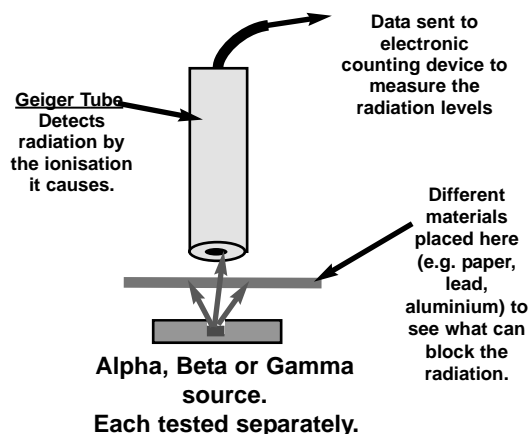 Data sent to
electronic
counting device to
measure the
radiation levels
Geiger Tube
Detects
radiation by
the ionisation
it causes.
Different
materials
placed here
(e.g. paper,
lead,
aluminium) to
see what can
block the
radiation.
Alpha, Beta or Gamma
source.
Each tested separately.